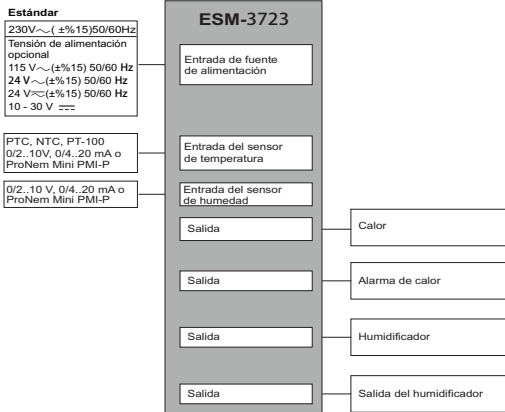 Estándar
230V～( ±%15)50/60Hz
Tensión de alimentación
opcional
115 V～(±%15) 50/60 Hz
24 V～(±%15) 50/60 Hz
24 V⏦(±%15) 50/60 Hz
10 - 30 V ⎓
ESM-3723
Entrada de fuente
de alimentación
PTC, NTC, PT-100
0/2..10V, 0/4..20 mA o
ProNem Mini PMI-P
Entrada del sensor
de temperatura
0/2..10 V, 0/4..20 mA o
ProNem Mini PMI-P
Entrada del sensor
de humedad
Salida
Calor
Salida
Alarma de calor
Salida
Humidificador
Salida
Salida del humidificador